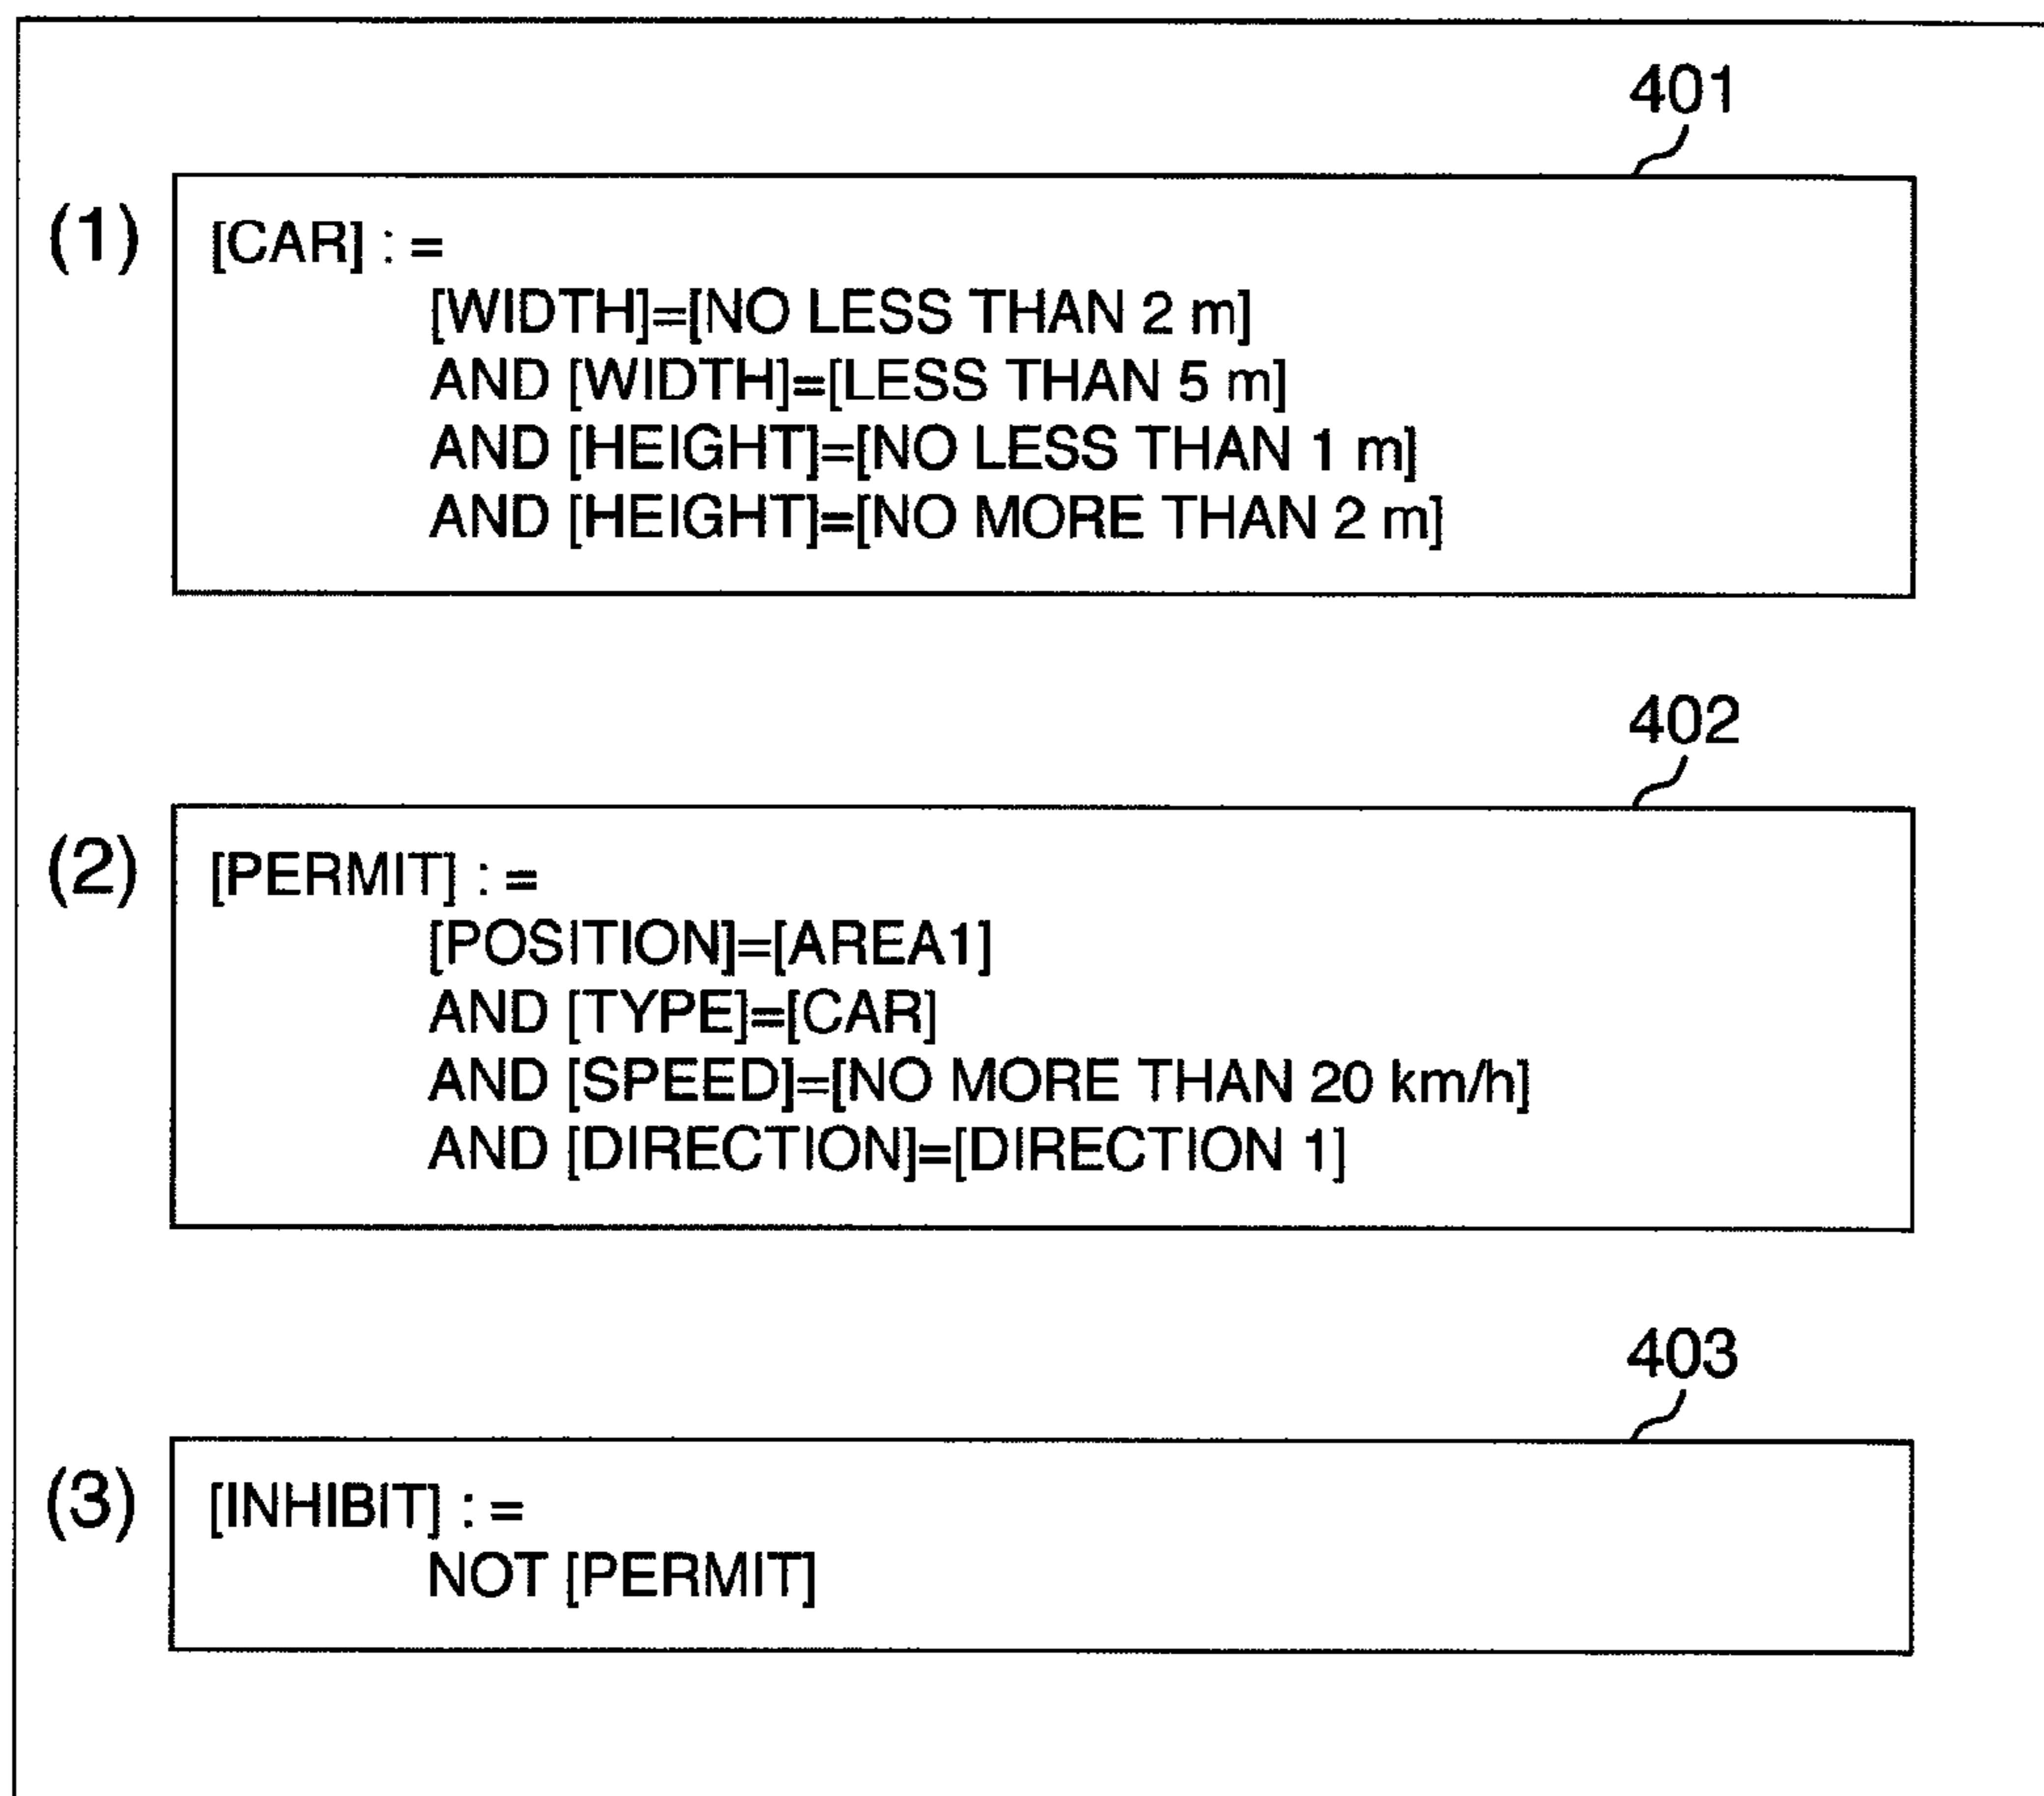 401
(1)
[CAR] : =
[WIDTH]=[NO LESS THAN 2 m]
AND [WIDTH]=[LESS THAN 5 m]
AND [HEIGHT]=[NO LESS THAN 1 m]
AND [HEIGHT]=[NO MORE THAN 2 m]
402
(2)
[PERMIT] : =
[POSITION]=[AREA1]
AND [TYPE]=[CAR]
AND [SPEED]=[NO MORE THAN 20 km/h]
AND [DIRECTION]=[DIRECTION 1]
403
(3)
[INHIBIT] : =
NOT [PERMIT]